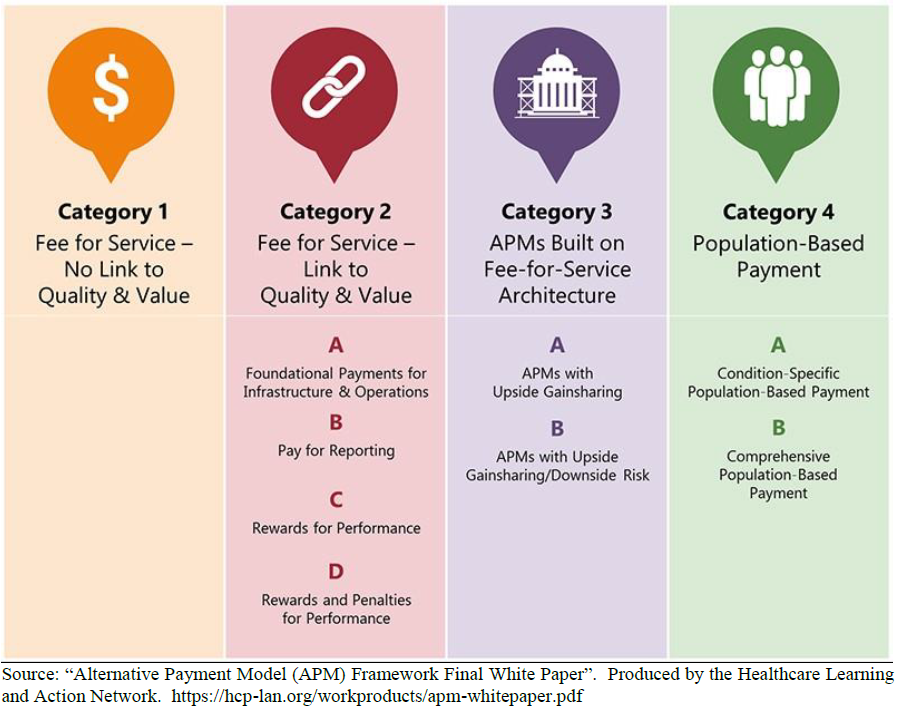 $
Category 1
Fee for Service –
No Link to
Quality & Value
Category 2
Fee for Service –
Link to
Quality & Value
A
Foundational Payments for
Infrastructure & Operations
B
Pay for Reporting
C
Rewards for Performance
D
Rewards and Penalties
for Performance
Category 3
APMs Built on
Fee-for-Service
Architecture
A
APMs with
Upside Gainsharing
B
APMs with Upside
Gainsharing/Downside Risk
Category 4
Population-Based
Payment
A
Condition-Specific
Population-Based Payment
B
Comprehensive
Population-Based
Payment
Source: “Alternative Payment Model (APM) Framework Final White Paper”.  Produced by the Healthcare Learning
and Action Network.  https://hcp-lan.org/workproducts/apm-whitepaper.pdf